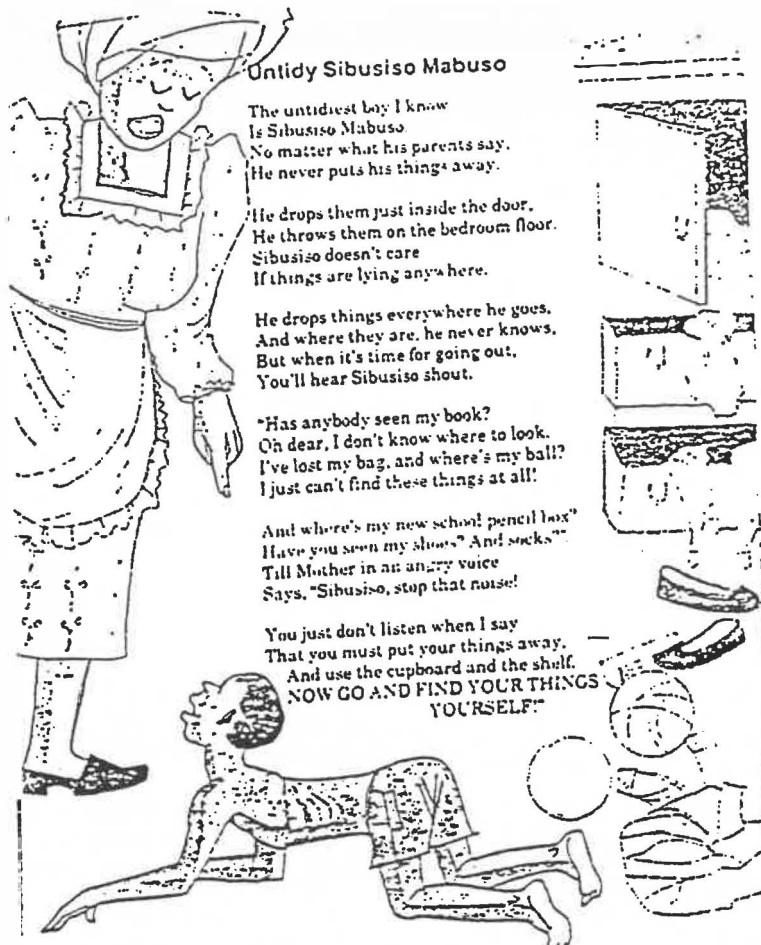 Untidy Sibusiso Mabuso
The untidiest boy I know
Is Sibusiso Mabuso.
No matter what his parents say,
He never puts his things away.
He drops them just inside the door,
He throws them on the bedroom floor.
Sibusiso doesn't care
If things are lying anywhere.
He drops things everywhere he goes,
And where they are, he never knows,
But when it's time for going out,
You'll hear Sibusiso shout,
"Has anybody seen my book?
Oh dear, I don't know where to look.
I've lost my bag, and where's my ball?
I just can't find these things at all!
And where's my new school pencil box?
Have you seen my shoes? And socks?"
Till Mother in an angry voice
Says, "Sibusiso, stop that noise!
You just don't listen when I say
That you must put your things away,
And use the cupboard and the shelf.
NOW GO AND FIND YOUR THINGS
YOURSELF!"